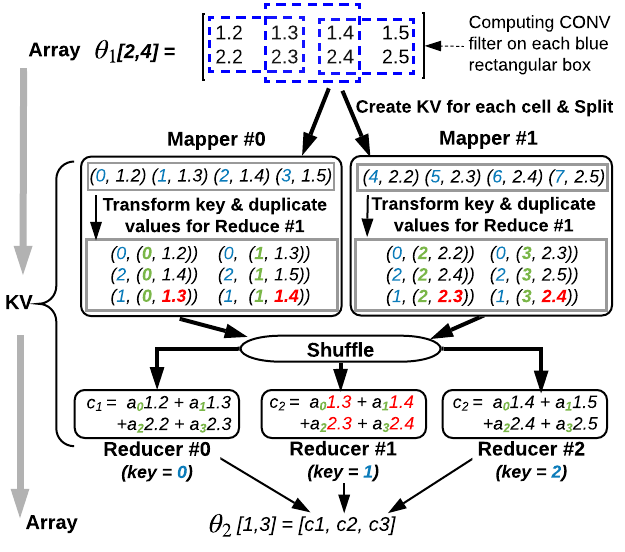 Array θ1[2,4] =
1.2 1.3 1.4 1.5
2.2 2.3 2.4 2.5
Computing CONV
filter on each blue
rectangular box
Create KV for each cell & Split
Mapper #0
(0, 1.2) (1, 1.3) (2, 1.4) (3, 1.5)
Transform key & duplicate
values for Reduce #1
(0, (0, 1.2)) (0, (1, 1.3))
(2, (0, 1.4)) (2, (1, 1.5))
(1, (0, 1.3)) (1, (1, 1.4))
Mapper #1
(4, 2.2) (5, 2.3) (6, 2.4) (7, 2.5)
Transform key & duplicate
values for Reduce #1
(0, (2, 2.2)) (0, (3, 2.3))
(2, (2, 2.4)) (2, (3, 2.5))
(1, (2, 2.3)) (1, (3, 2.4))
KV
Shuffle
c1 = a01.2 + a11.3
+a22.2 + a32.3
Reducer #0
(key = 0)
c2 = a01.3 + a11.4
+a22.3 + a32.4
Reducer #1
(key = 1)
c2 = a01.4 + a11.5
+a22.4 + a32.5
Reducer #2
(key = 2)
Array
θ2 [1,3] = [c1, c2, c3]